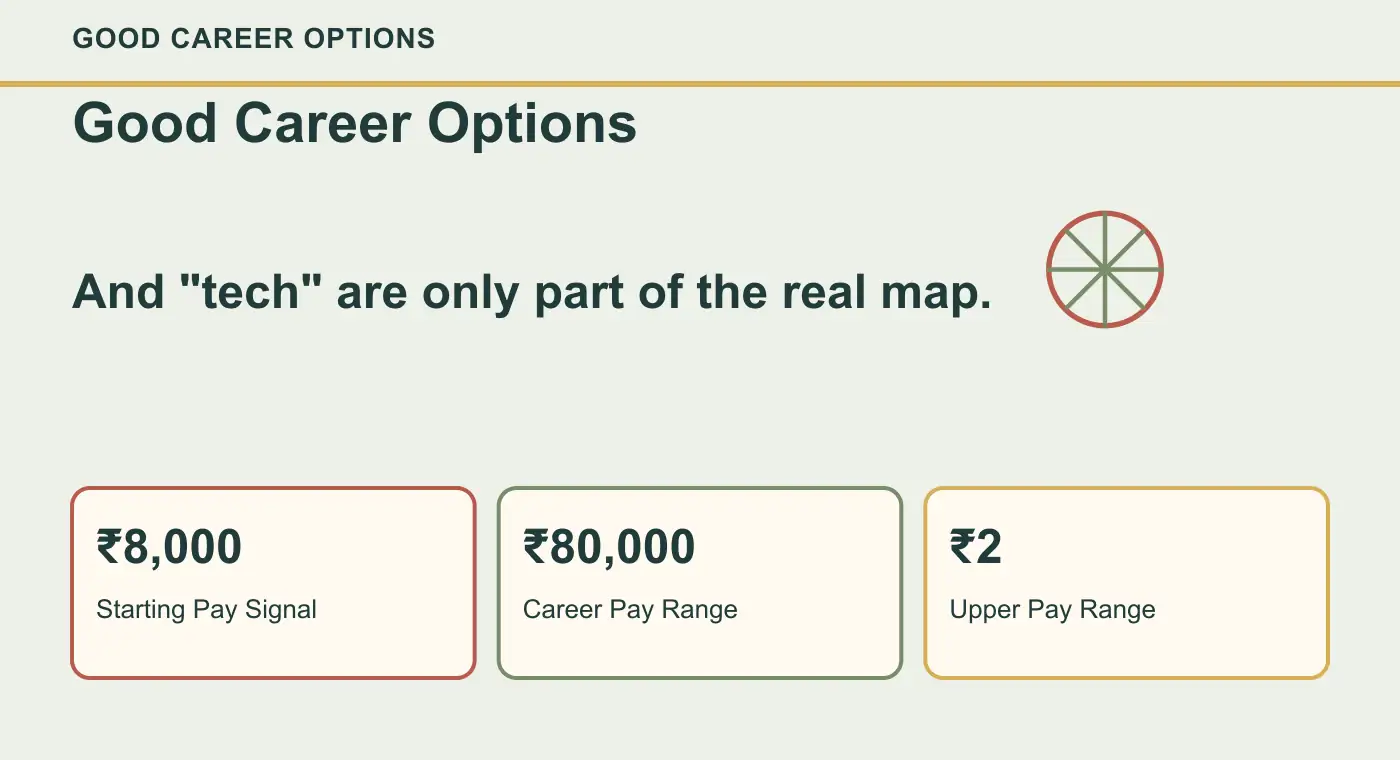 GOOD CAREER OPTIONS
Good Career Options
And "tech" are only part of the real map.
₹8,000
Starting Pay Signal
₹80,000
Career Pay Range
₹2
Upper Pay Range